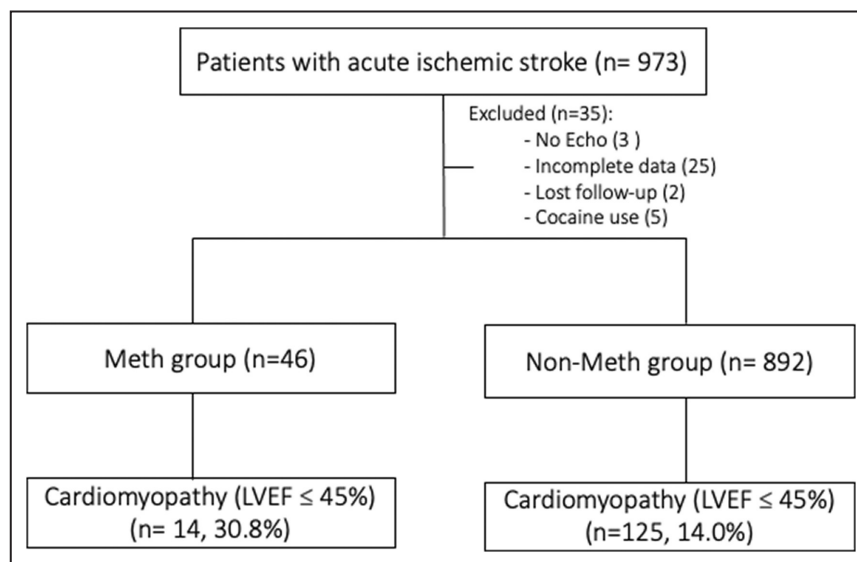 Patients with acute ischemic stroke (n= 973)
Excluded (n=35):
- No Echo (3 )
- Incomplete data (25)
- Lost follow-up (2)
- Cocaine use (5)
Meth group (n=46)
Non-Meth group (n= 892)
Cardiomyopathy (LVEF ≤ 45%)
(n= 14, 30.8%)
Cardiomyopathy (LVEF ≤ 45%)
(n=125, 14.0%)